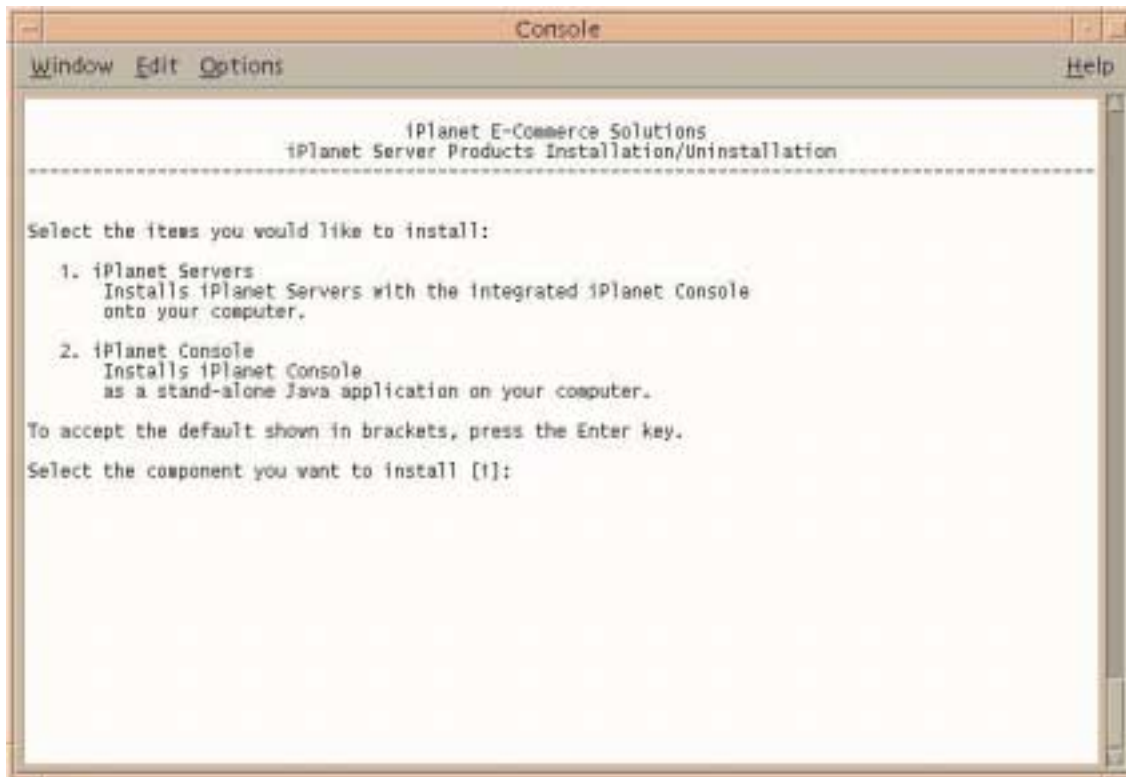 Console
Window Edit Options Help
iPlanet E-Commerce Solutions
iPlanet Server Products Installation/Uninstallation
--------------------------------------------------------------------------------
Select the items you would like to install:
1. iPlanet Servers
Installs iPlanet Servers with the integrated iPlanet Console
onto your computer.
2. iPlanet Console
Installs iPlanet Console
as a stand-alone Java application on your computer.
To accept the default shown in brackets, press the Enter key.
Select the component you want to install [1]: